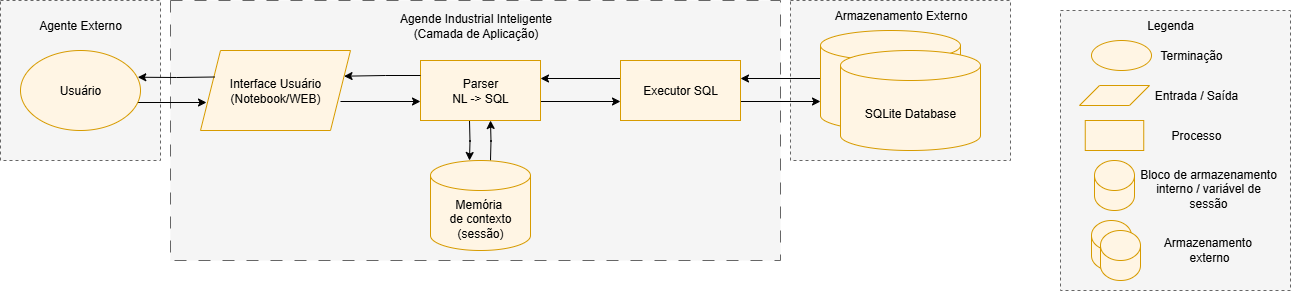 Agente Externo
Usuário
Agende Industrial Inteligente
(Camada de Aplicação)
Interface Usuário
(Notebook/WEB)
Parser
NL -> SQL
Executor SQL
Memória
de contexto
(sessão)
Armazenamento Externo
SQLite Database
Legenda
Terminação
Entrada / Saída
Processo
Bloco de armazenamento
interno / variável de
sessão
Armazenamento
externo